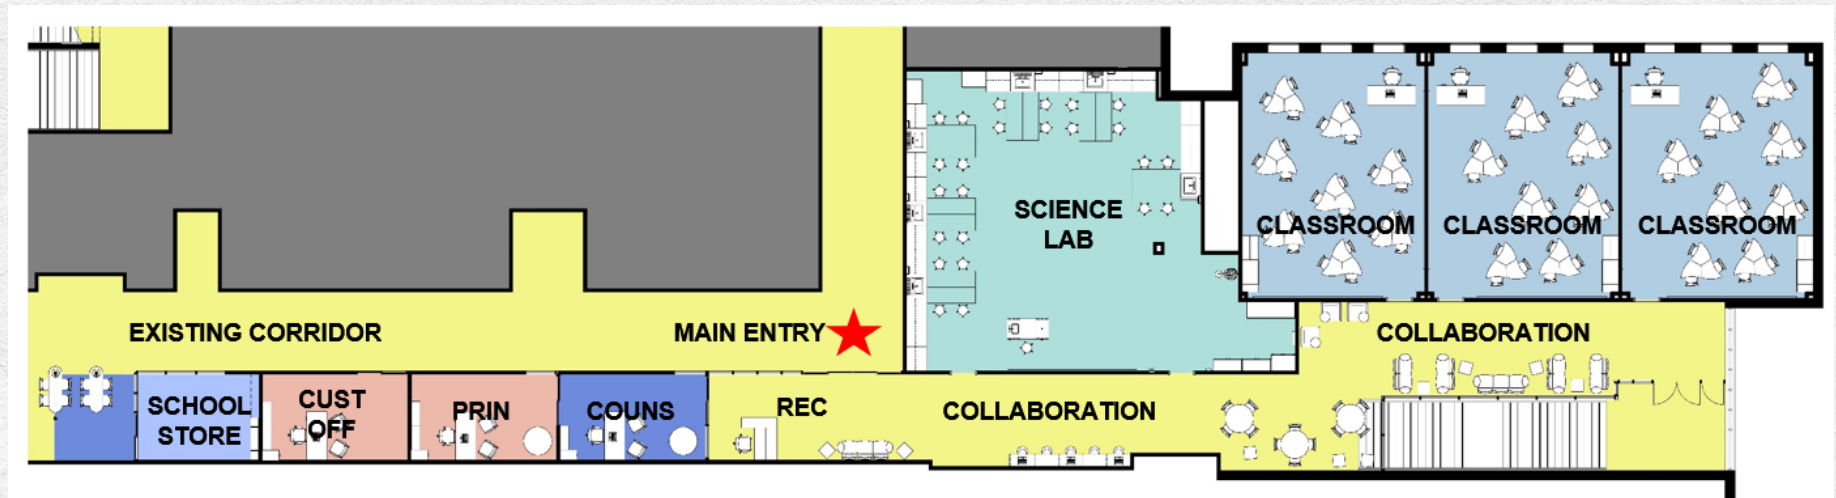 SCIENCE
LAB
CLASSROOM
CLASSROOM
CLASSROOM
EXISTING CORRIDOR
MAIN ENTRY
COLLABORATION
SCHOOL
STORE
CUST
OFF
PRIN
COUNS
REC
COLLABORATION